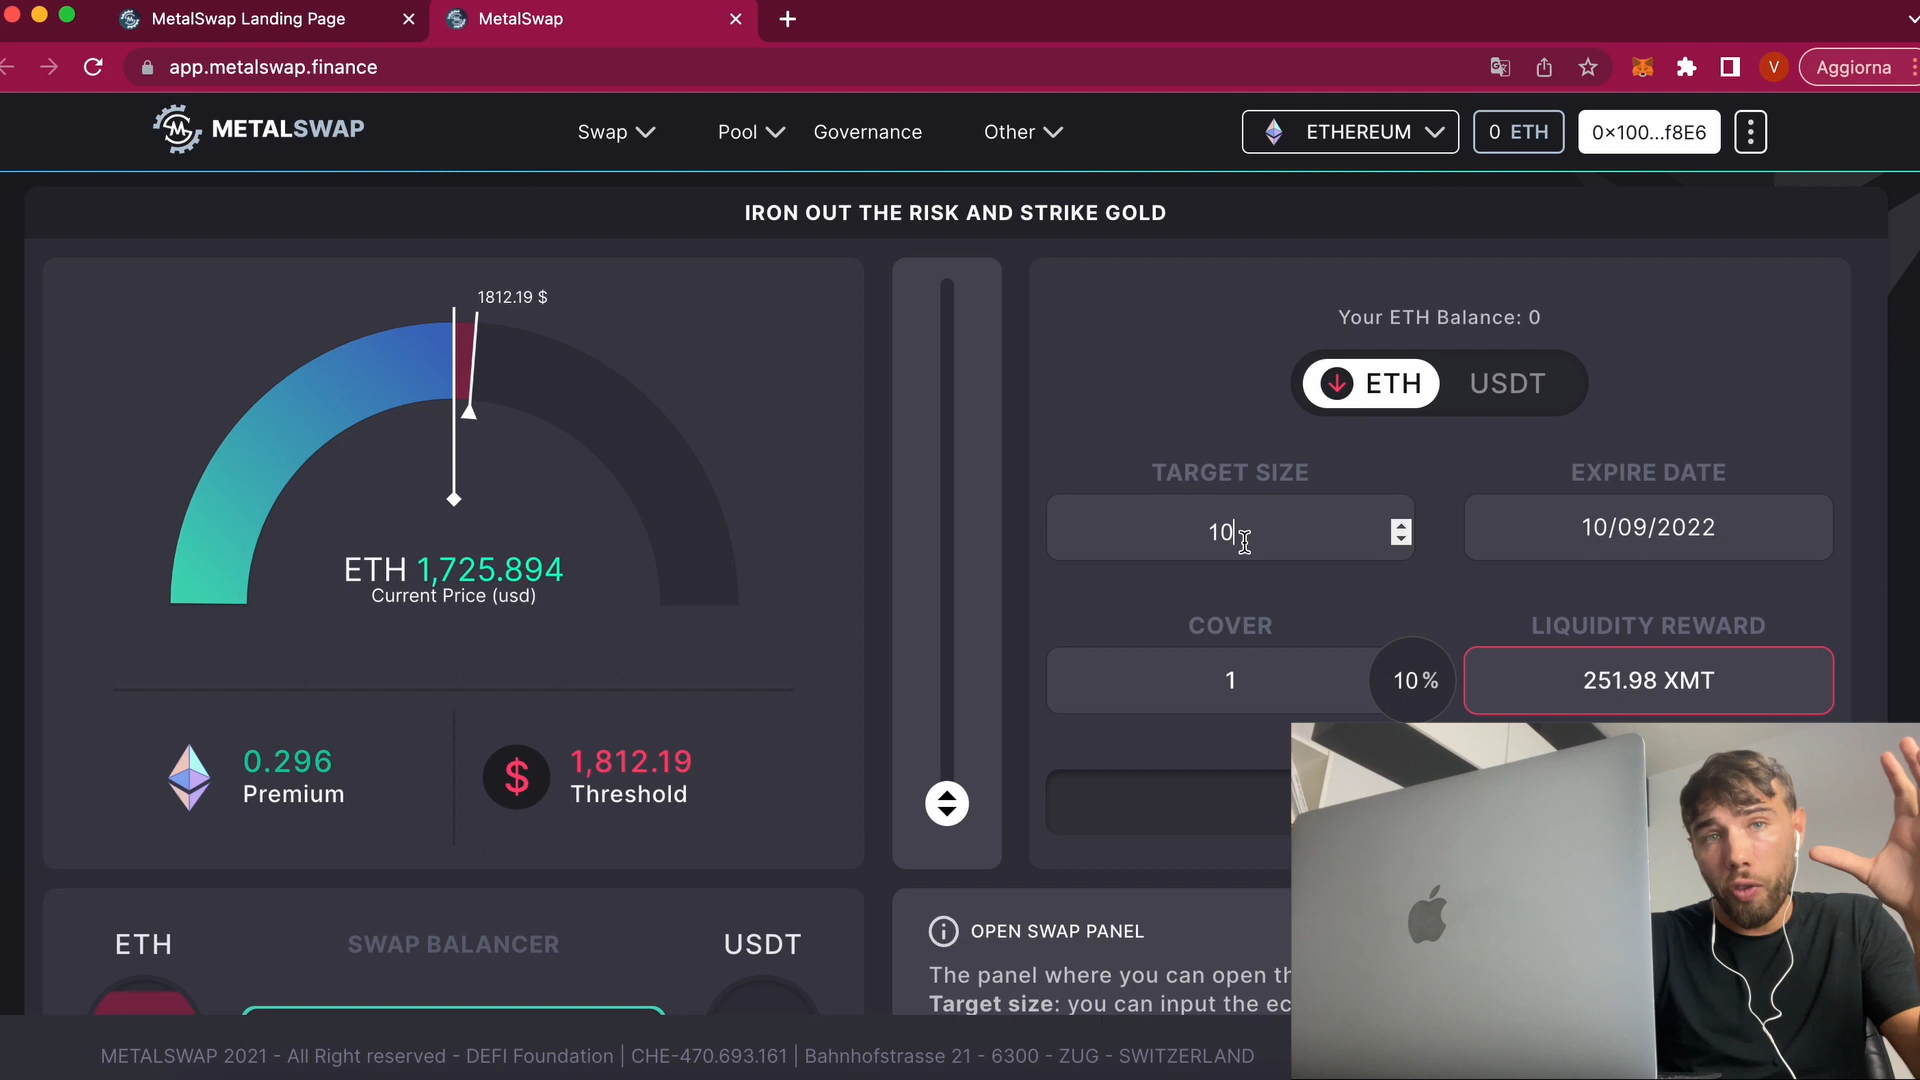 MetalSwap Landing Page
MetalSwap
app.metalswap.finance
V
Aggiorna
METALSWAP
Swap
Pool
Governance
Other
ETHEREUM
0 ETH
0x100...f8E6
IRON OUT THE RISK AND STRIKE GOLD
1812.19 $
ETH 1,725.894
Current Price (usd)
0.296
Premium
$
1,812.19
Threshold
Your ETH Balance: 0
ETH
USDT
TARGET SIZE
EXPIRE DATE
10
10/09/2022
COVER
LIQUIDITY REWARD
1
10%
251.98 XMT
ETH
SWAP BALANCER
USDT
OPEN SWAP PANEL
The panel where you can open th
Target size: you can input the ec
METALSWAP 2021 - All Right reserved - DEFI Foundation | CHE-470.693.161 | Bahnhofstrasse 21 - 6300 - ZUG - SWITZERLAND